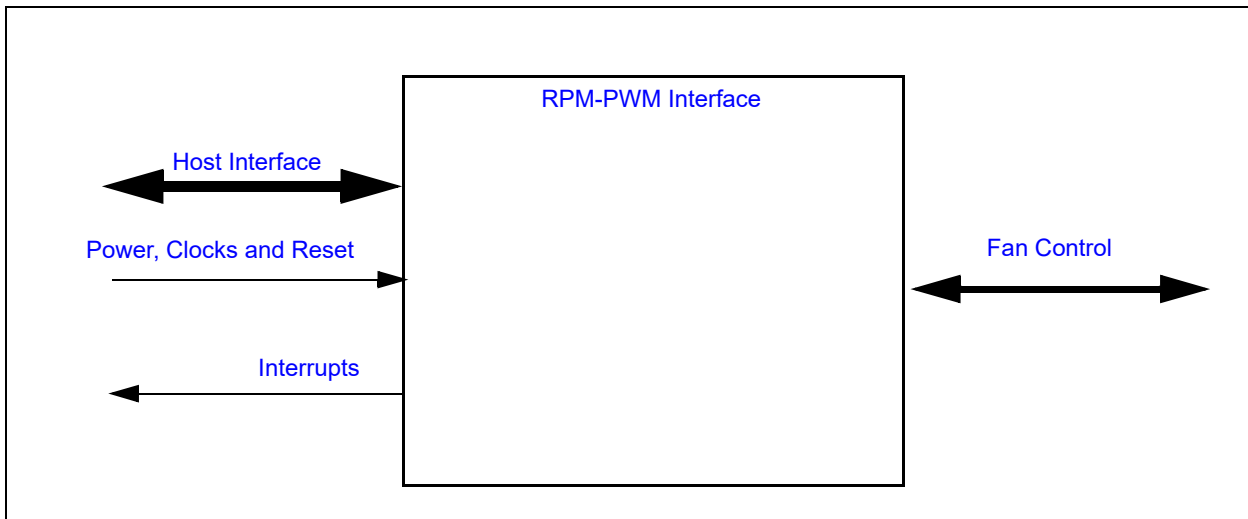 RPM-PWM Interface
Host Interface
Power, Clocks and Reset
Fan Control
Interrupts